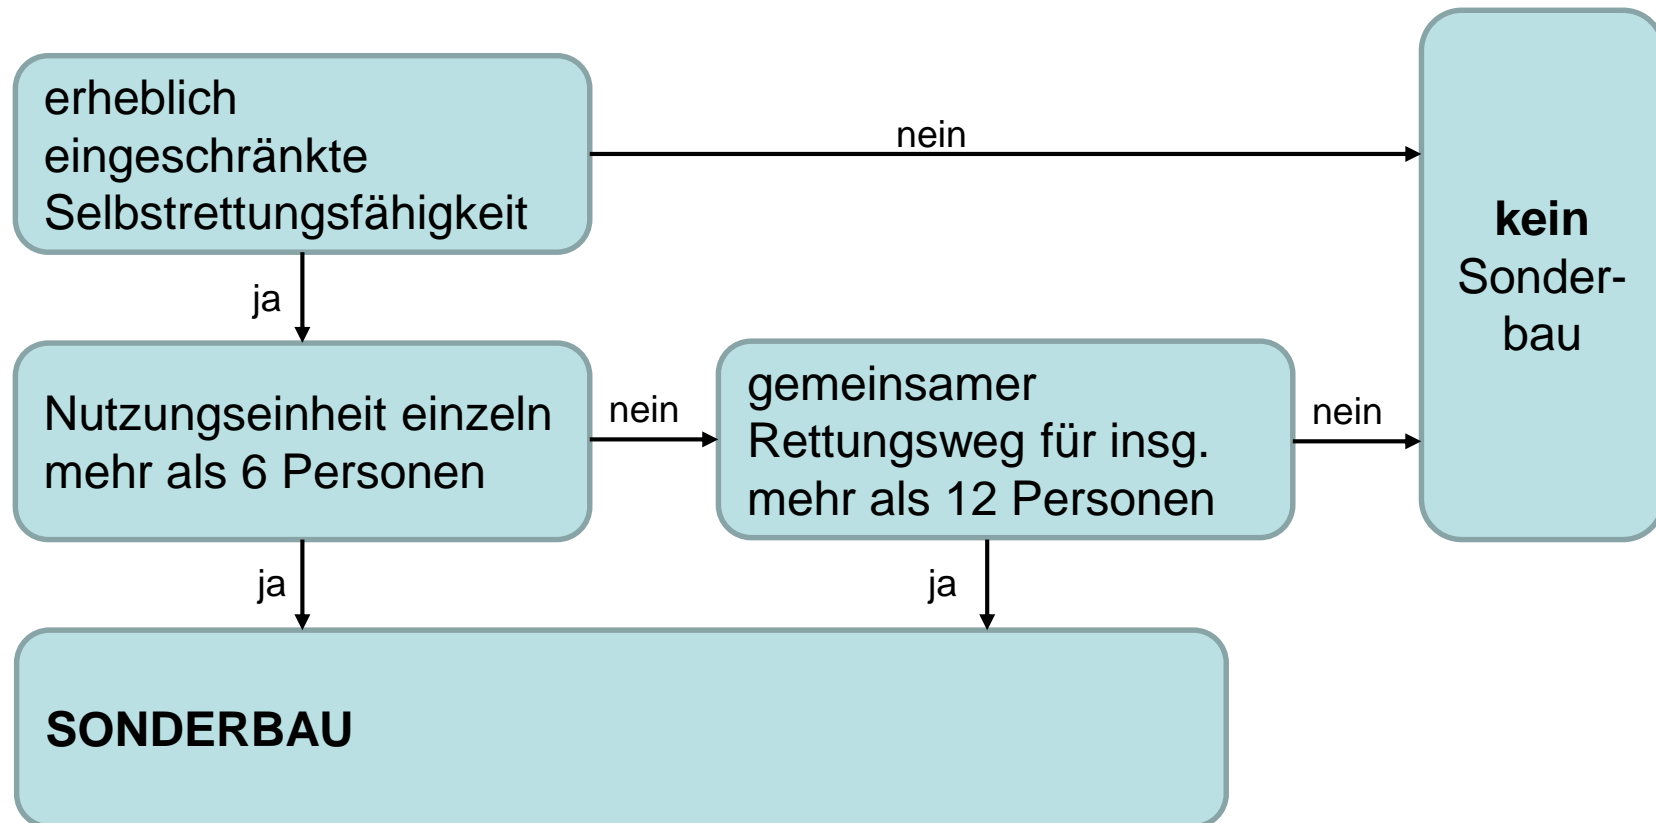 erheblich
eingeschränkte
Selbstrettungsfähigkeit
nein
kein
Sonder-
bau
ja
Nutzungseinheit einzeln
mehr als 6 Personen
nein
gemeinsamer
Rettungsweg für insg.
mehr als 12 Personen
nein
ja
ja
SONDERBAU